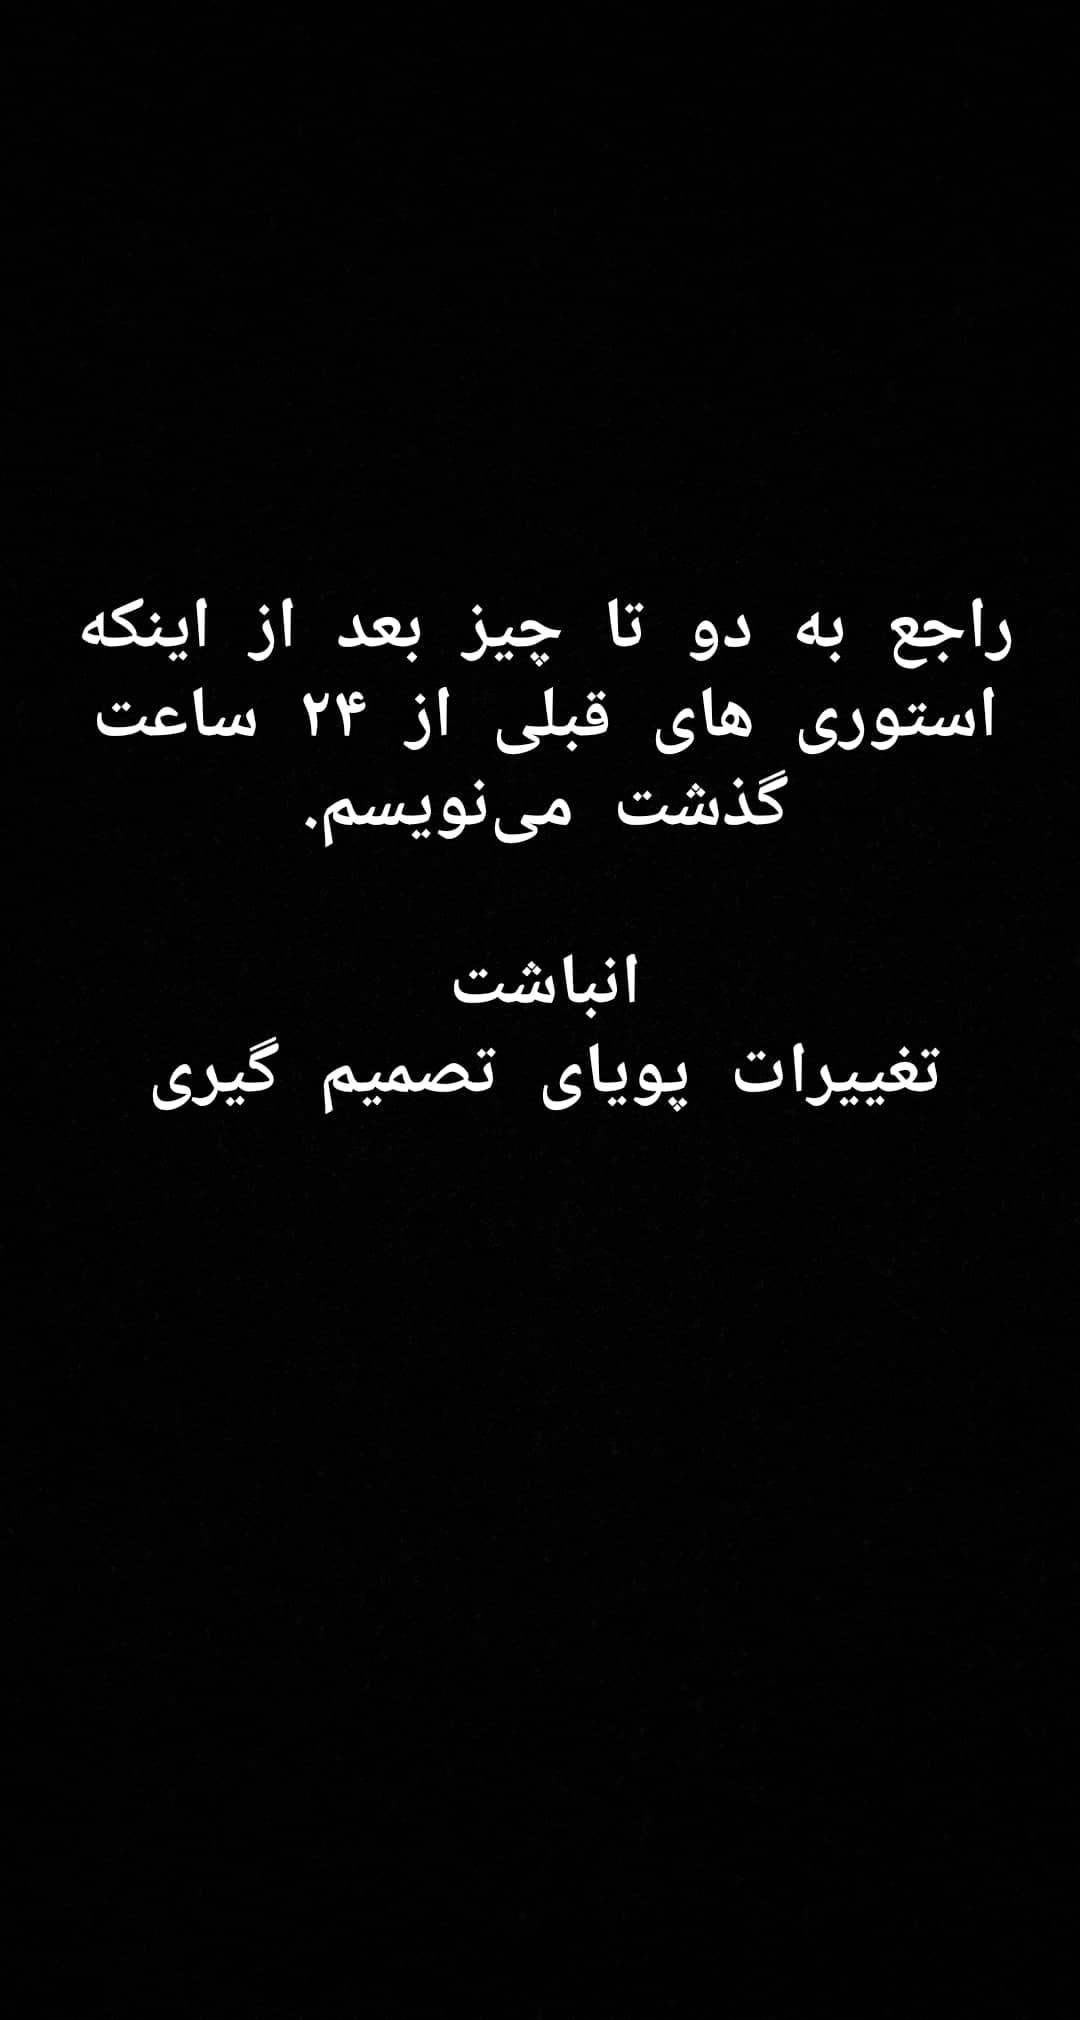 راجع به دو تا چیز بعد از اینکه
استوری های قبلی از ۲۴ ساعت
گذشت می‌نویسم.
انباشت
تغییرات پویای تصمیم گیری